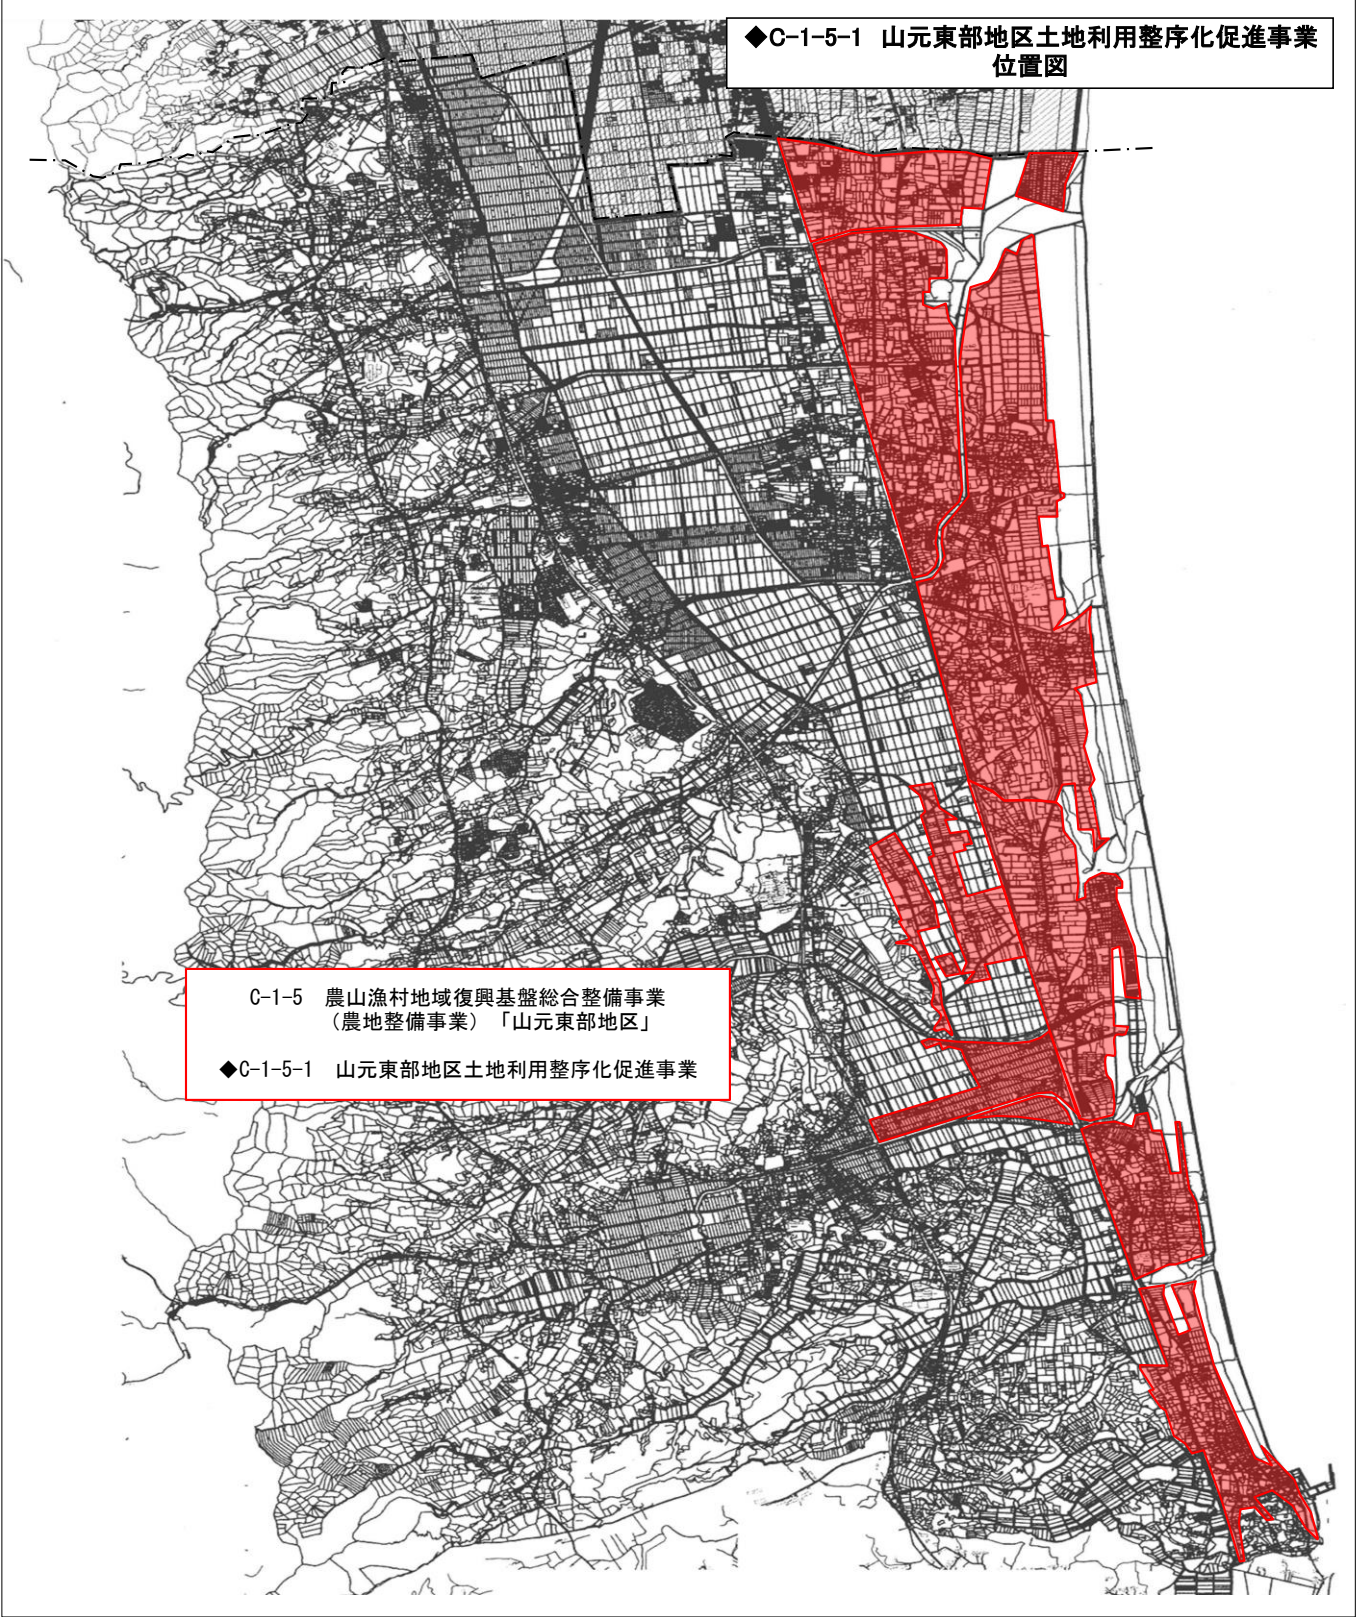 ◆C-1-5-1 山元東部地区土地利用整序化促進事業
位置図
C-1-5 農山漁村地域復興基盤総合整備事業
（農地整備事業）「山元東部地区」
◆C-1-5-1 山元東部地区土地利用整序化促進事業